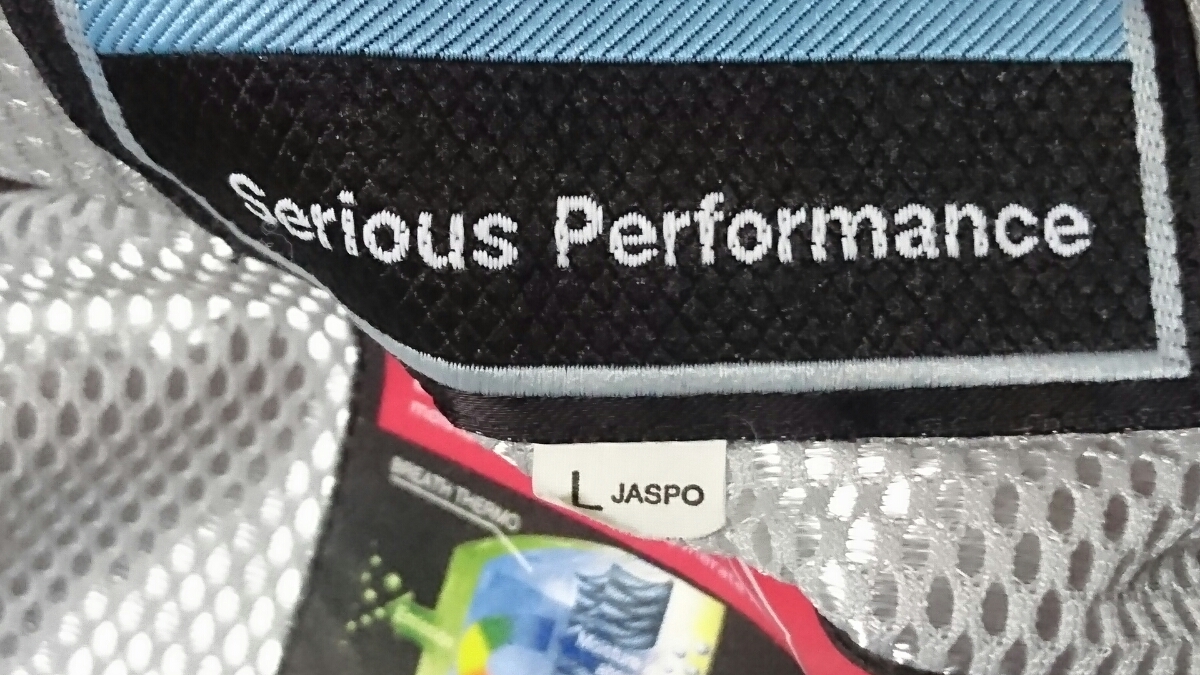 Serious Performance
L JASPO
BREATH THERMO